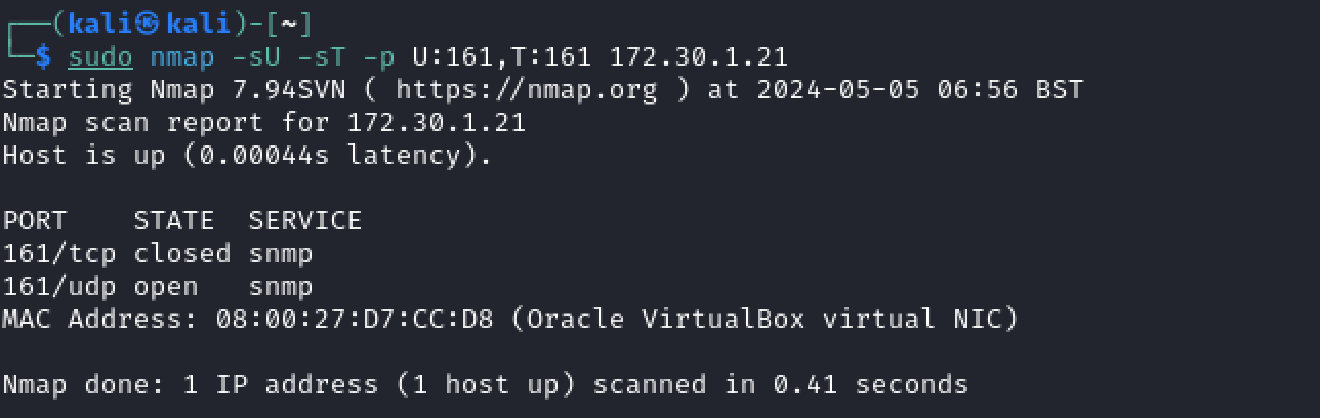 ┌──(kali㉿kali)-[~]
└─$ sudo nmap -sU -sT -p U:161,T:161 172.30.1.21
Starting Nmap 7.94SVN ( https://nmap.org ) at 2024-05-05 06:56 BST
Nmap scan report for 172.30.1.21
Host is up (0.00044s latency).
PORT    STATE  SERVICE
161/tcp closed snmp
161/udp open   snmp
MAC Address: 08:00:27:D7:CC:D8 (Oracle VirtualBox virtual NIC)
Nmap done: 1 IP address (1 host up) scanned in 0.41 seconds